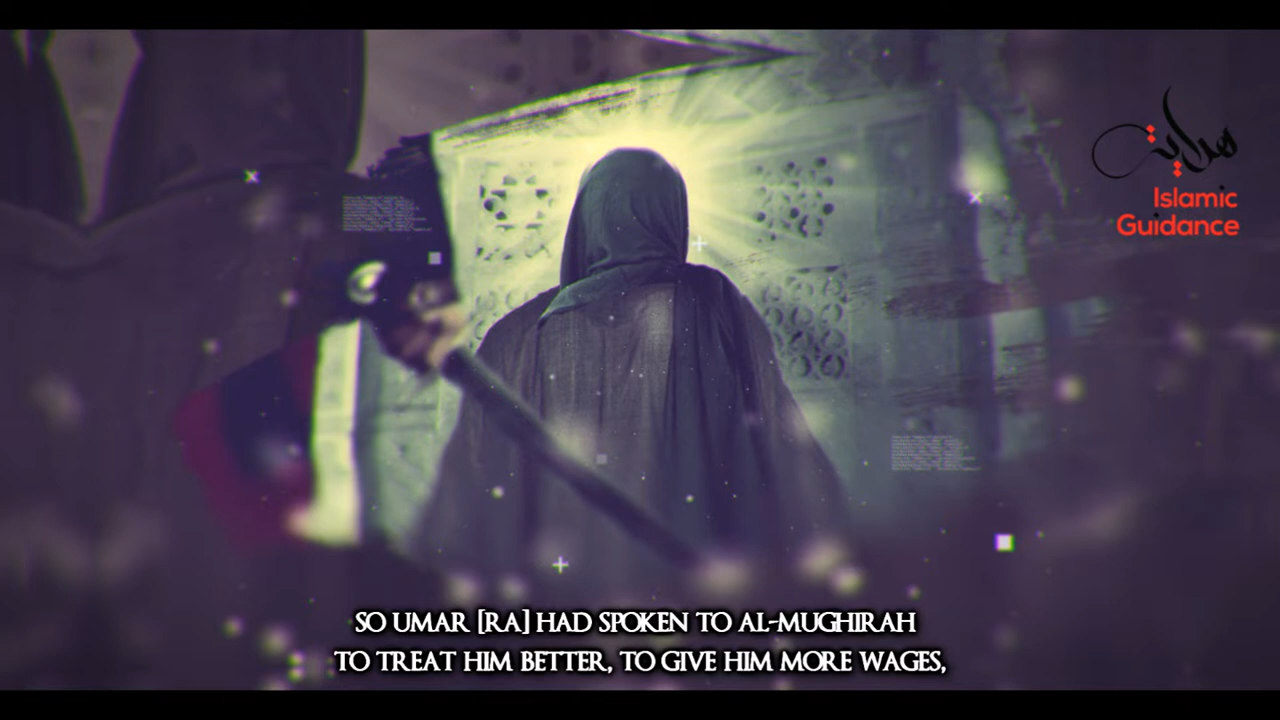 هداية
Islamic
Guidance
SO UMAR [RA] HAD SPOKEN TO AL-MUGHIRAH
TO TREAT HIM BETTER, TO GIVE HIM MORE WAGES,